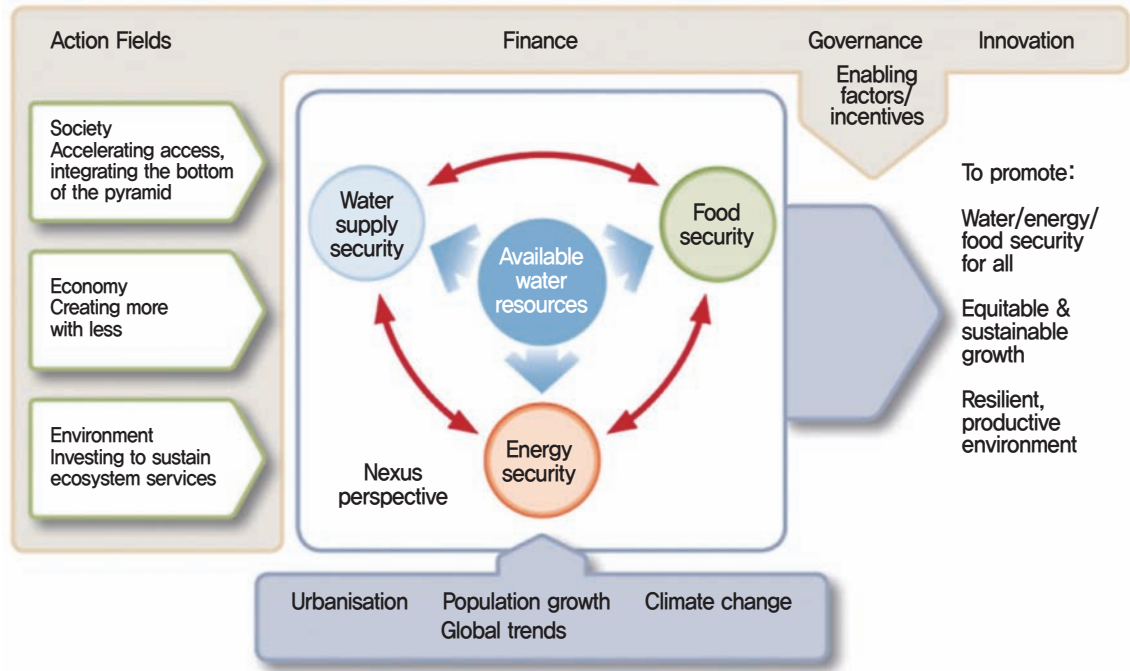 Action Fields
Finance
Governance
Innovation
Enabling
factors/
incentives
Society
Accelerating access,
integrating the bottom
of the pyramid
Economy
Creating more
with less
Environment
Investing to sustain
ecosystem services
Water
supply
security
Food
security
Available
water
resources
Energy
security
Nexus
perspective
To promote:
Water/energy/
food security
for all
Equitable &
sustainable
growth
Resilient,
productive
environment
Urbanisation
Population growth
Climate change
Global trends